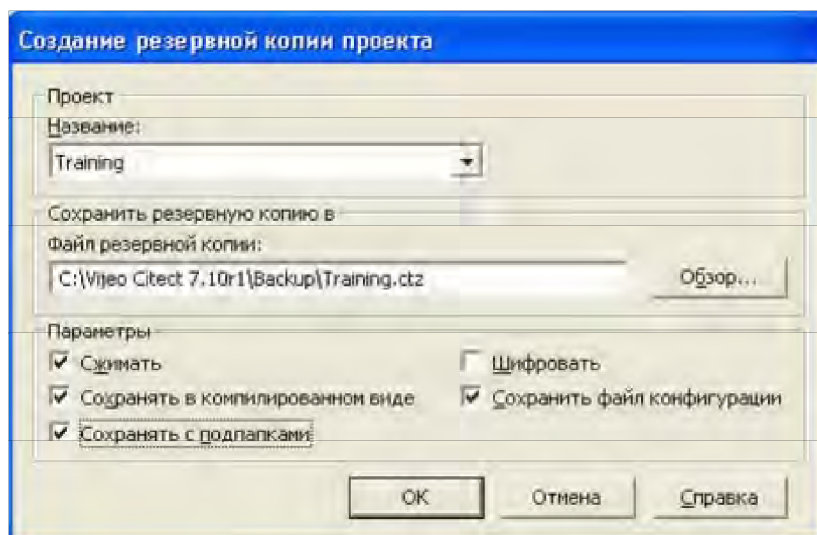 Создание резервной копии проекта
Проект
Название:
Training
Сохранить резервную копию в
Файл резервной копии:
C:\Vijeo Citect 7.10r1\Backup\Training.ctz
Обзор...
Параметры
Сжимать
Шифровать
Сохранять в компилированном виде
Сохранить файл конфигурации
Сохранять с подпапками
OK
Отмена
Справка